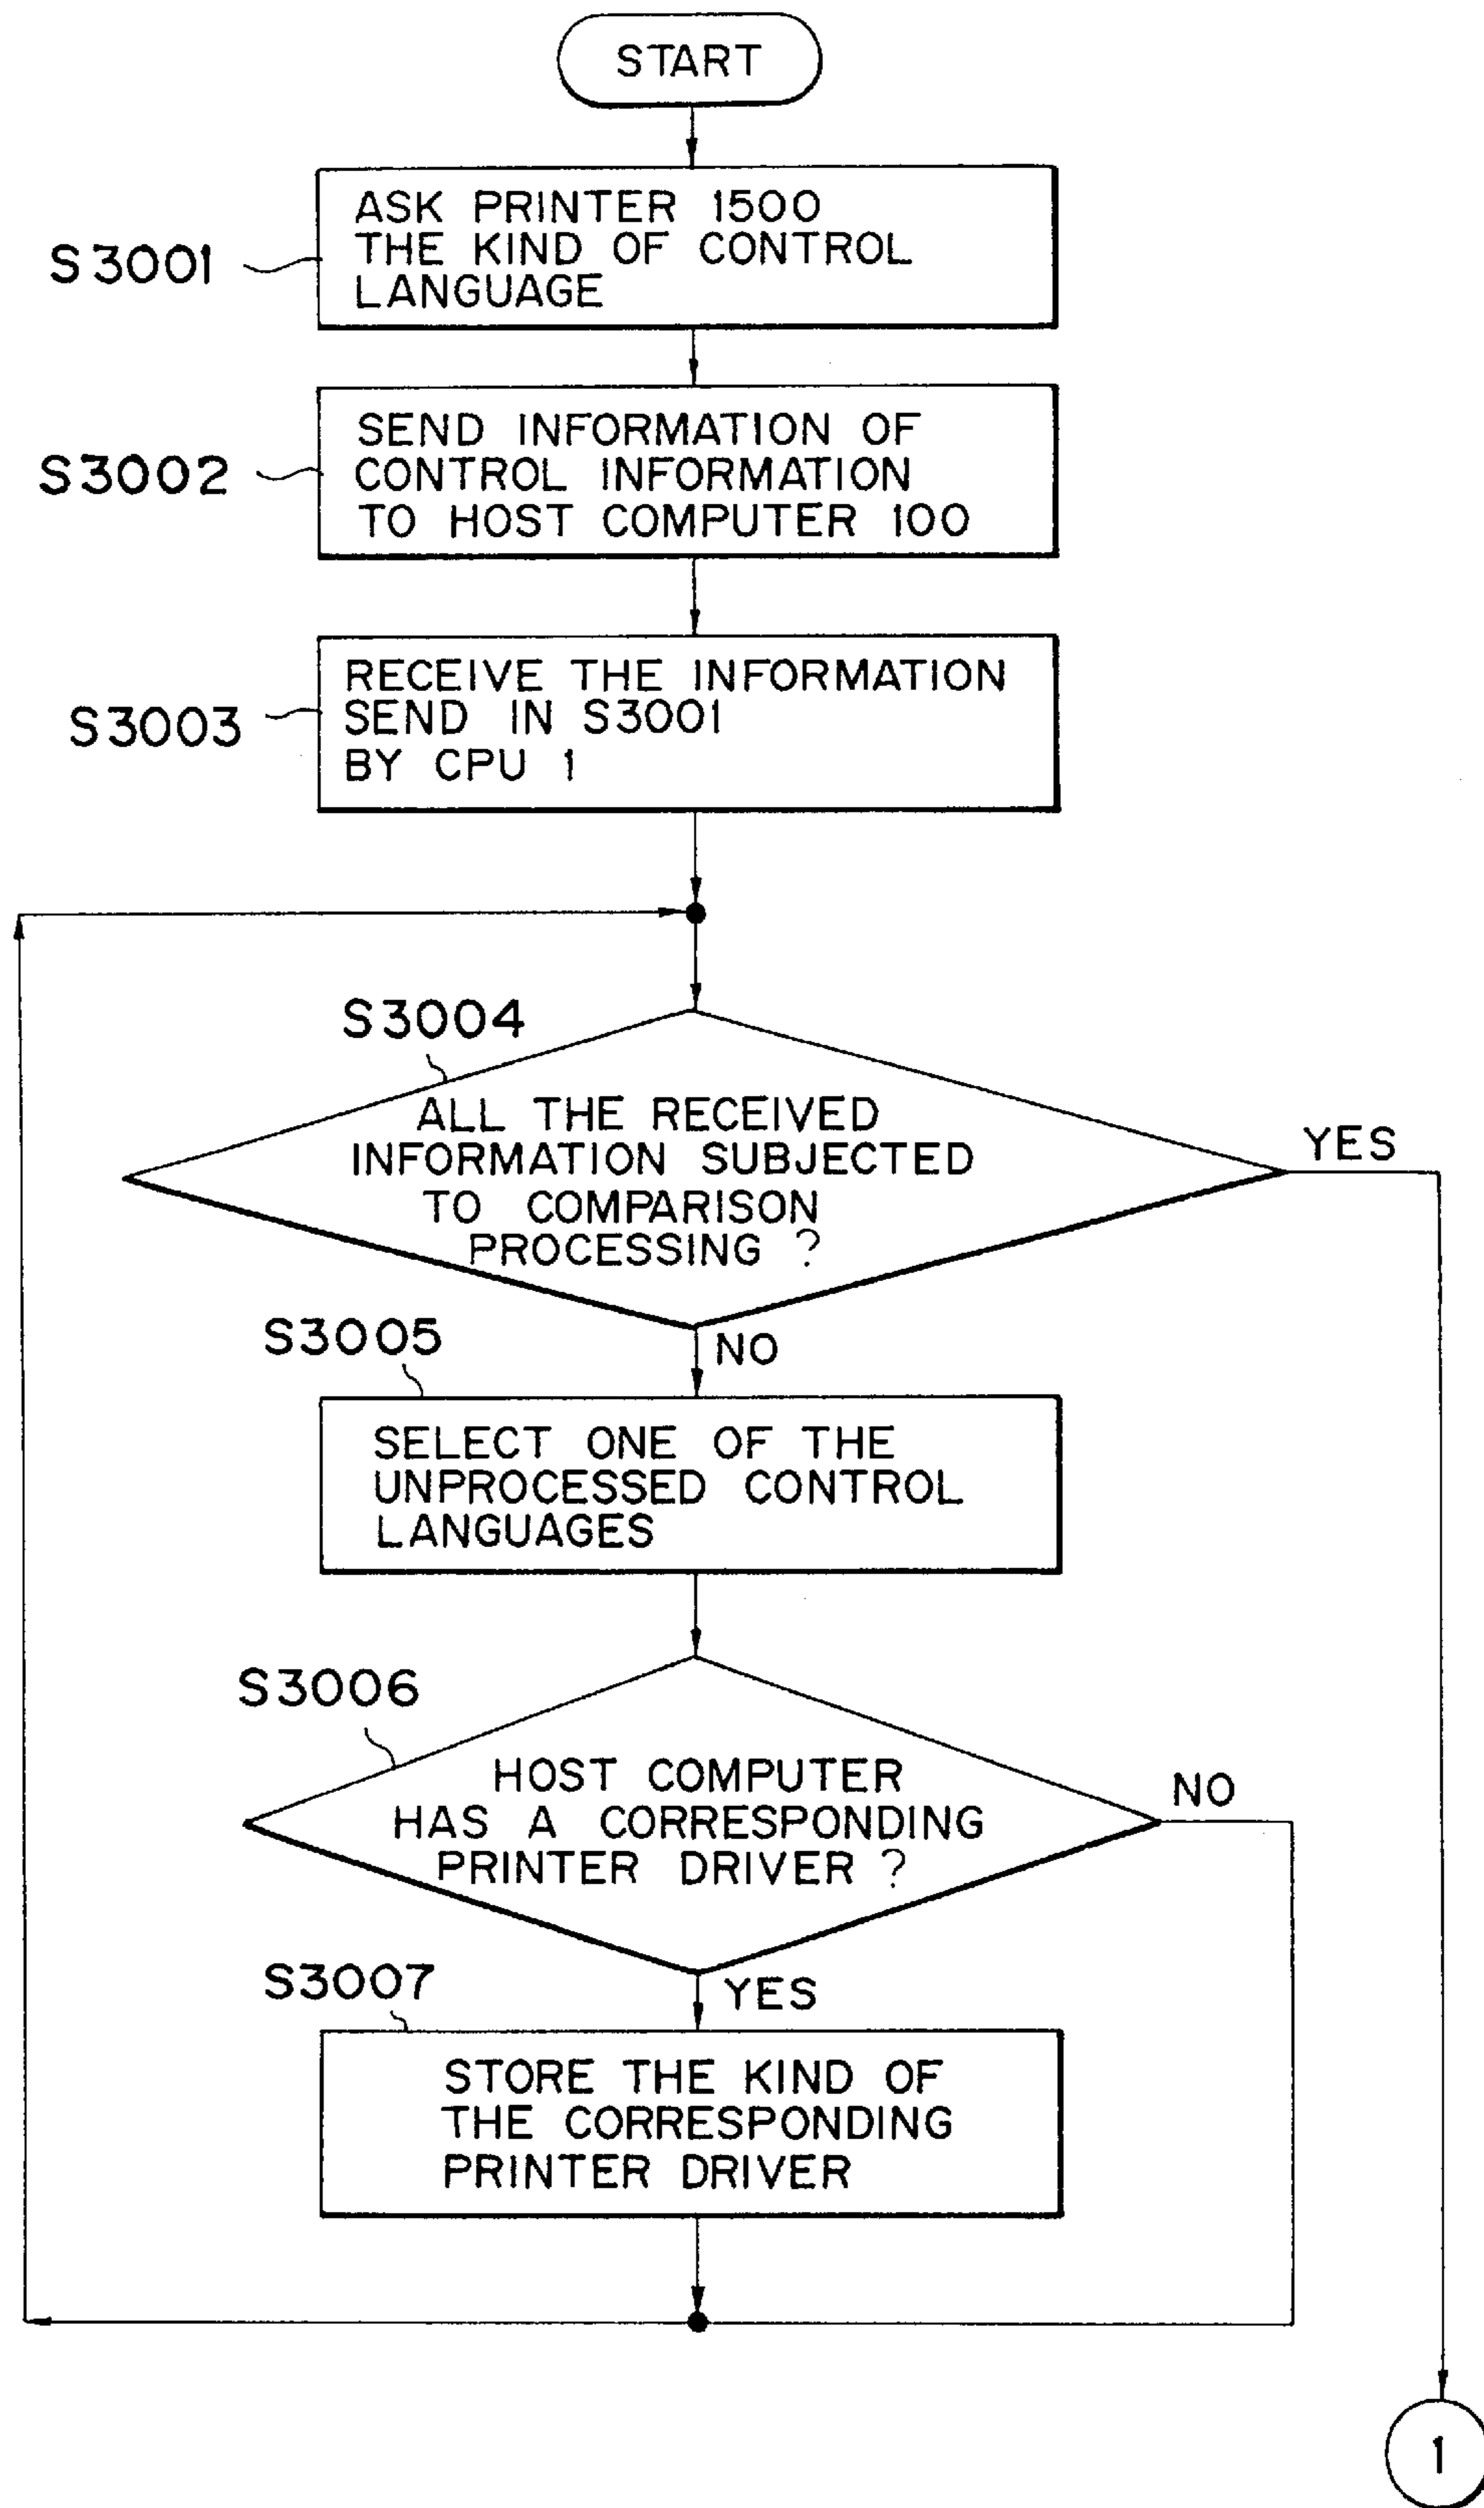 START
ASK PRINTER 1500
THE KIND OF CONTROL
LANGUAGE
S3001
SEND INFORMATION OF
CONTROL INFORMATION
TO HOST COMPUTER 100
S3002
RECEIVE THE INFORMATION
SEND IN S3001
BY CPU 1
S3003
S3004
ALL THE RECEIVED
INFORMATION SUBJECTED
TO COMPARISON
PROCESSING ?
YES
NO
S3005
SELECT ONE OF THE
UNPROCESSED CONTROL
LANGUAGES
S3006
HOST COMPUTER
HAS A CORRESPONDING
PRINTER DRIVER ?
NO
YES
S3007
STORE THE KIND OF
THE CORRESPONDING
PRINTER DRIVER
1